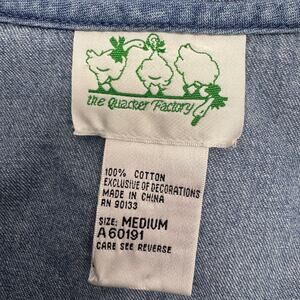 the Quacker Factory
100% COTTON
EXCLUSIVE OF DECORATIONS
MADE IN CHINA
RN 90133
SIZE: MEDIUM
A60191
CARE SEE REVERSE